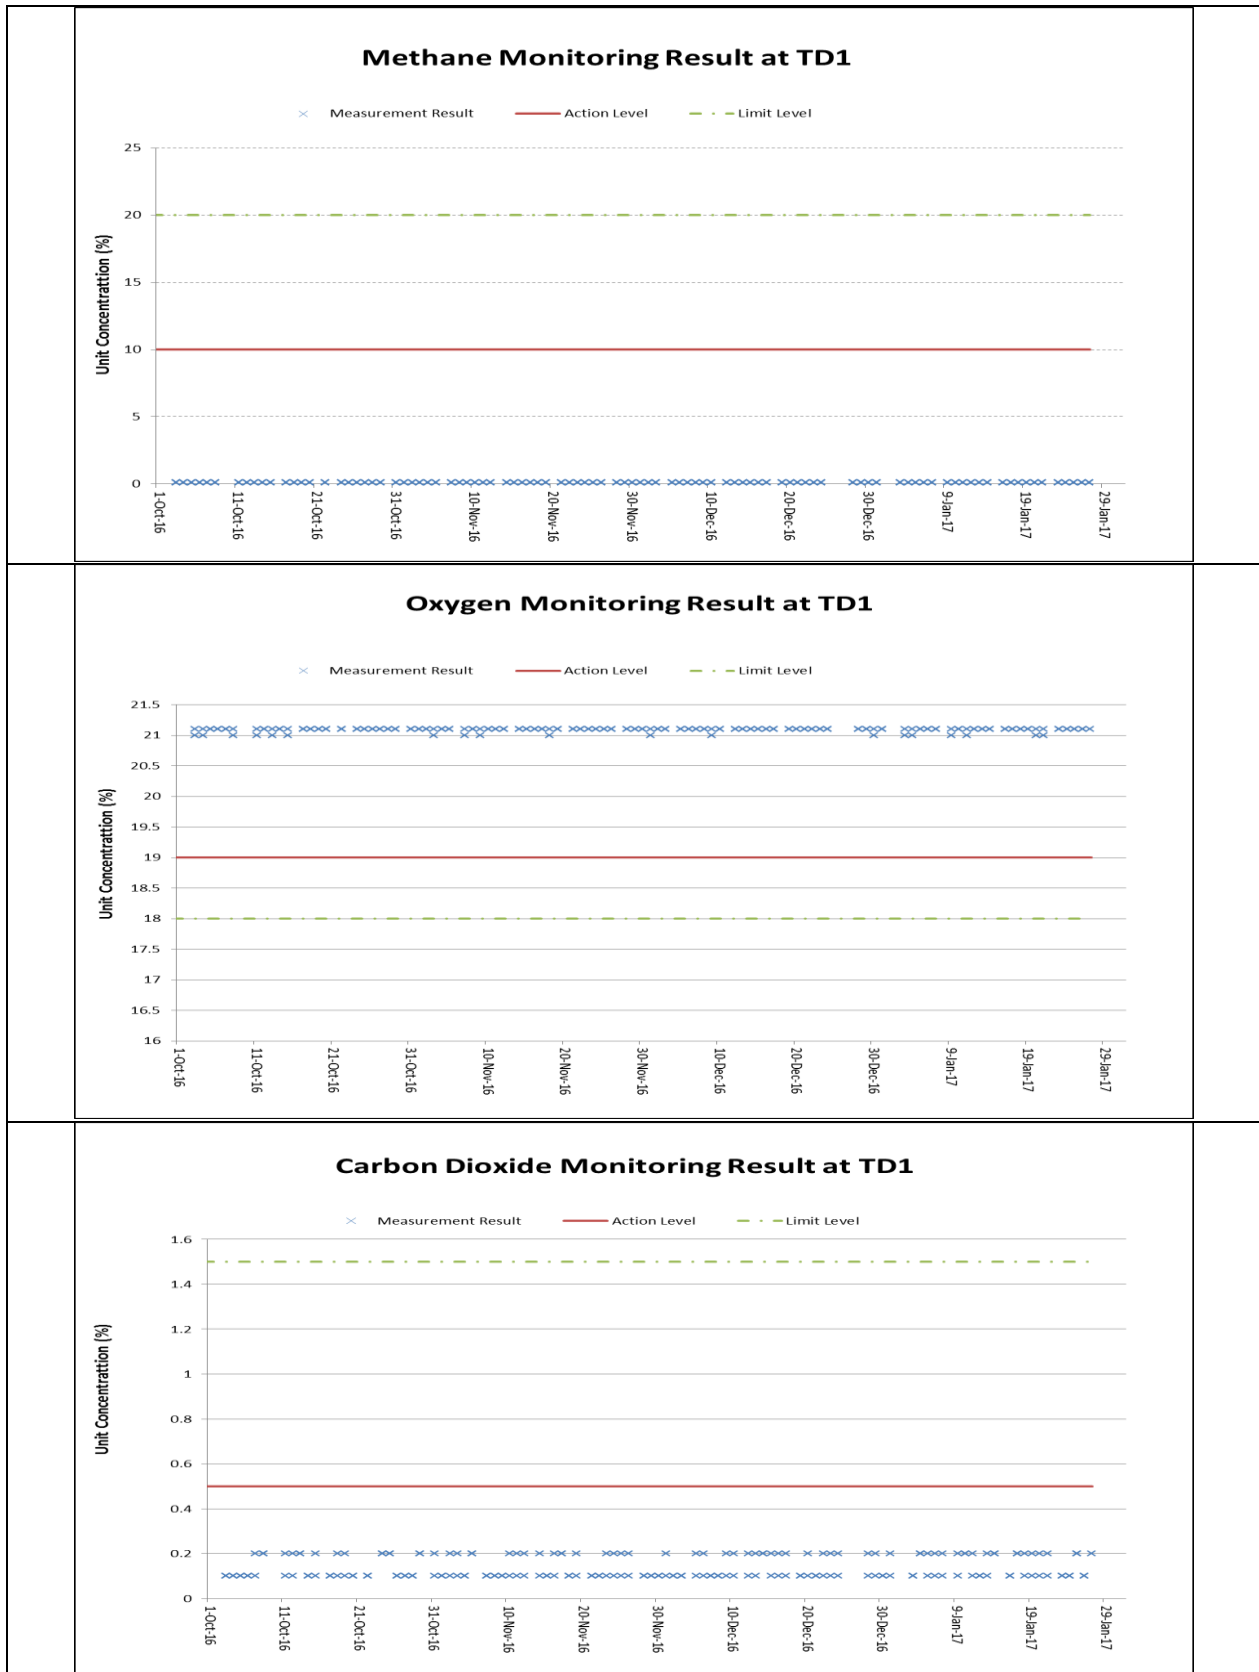 Methane Monitoring Result at TD1
Measurement Result Action Level Limit Level
Unit Concentrattion (%)
25
20
15
10
5
0
1-Oct-16 11-Oct-16 21-Oct-16 31-Oct-16 10-Nov-16 20-Nov-16 30-Nov-16 10-Dec-16 20-Dec-16 30-Dec-16 9-Jan-17 19-Jan-17 29-Jan-17
Oxygen Monitoring Result at TD1
Measurement Result Action Level Limit Level
Unit Concentrattion (%)
21.5
21
20.5
20
19.5
19
18.5
18
17.5
17
16.5
16
1-Oct-16 11-Oct-16 21-Oct-16 31-Oct-16 10-Nov-16 20-Nov-16 30-Nov-16 10-Dec-16 20-Dec-16 30-Dec-16 9-Jan-17 19-Jan-17 29-Jan-17
Carbon Dioxide Monitoring Result at TD1
Measurement Result Action Level Limit Level
Unit Concentrattion (%)
1.6
1.4
1.2
1
0.8
0.6
0.4
0.2
0
1-Oct-16 11-Oct-16 21-Oct-16 31-Oct-16 10-Nov-16 20-Nov-16 30-Nov-16 10-Dec-16 20-Dec-16 30-Dec-16 9-Jan-17 19-Jan-17 29-Jan-17